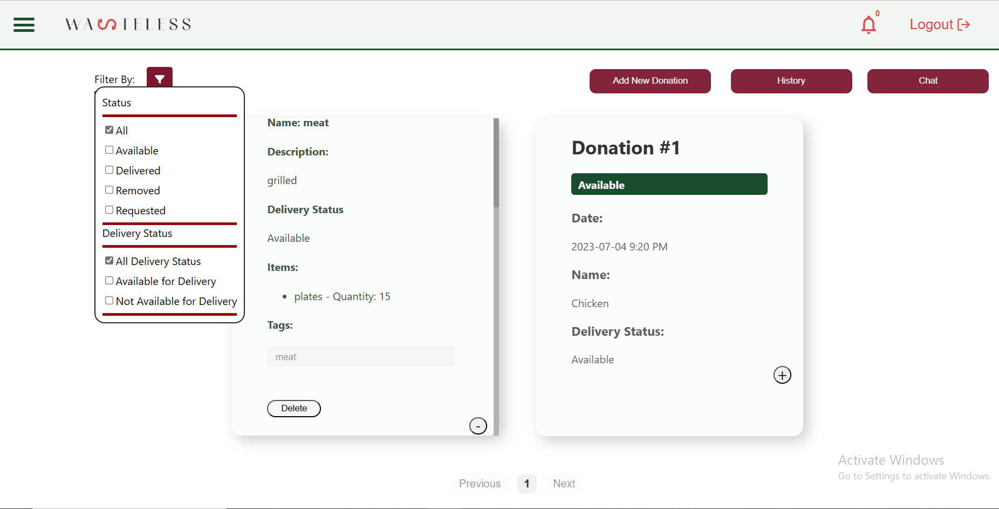 WASTELESS
0
Logout
Filter By:
Add New Donation
History
Chat
Status
All
Available
Delivered
Removed
Requested
Delivery Status
All Delivery Status
Available for Delivery
Not Available for Delivery
Name: meat
Description:
grilled
Delivery Status
Available
Items:
• plates - Quantity: 15
Tags:
meat
Delete
-
Donation #1
Available
Date:
2023-07-04 9:20 PM
Name:
Chicken
Delivery Status:
Available
+
Previous 1 Next
Activate Windows
Go to Settings to activate Windows.